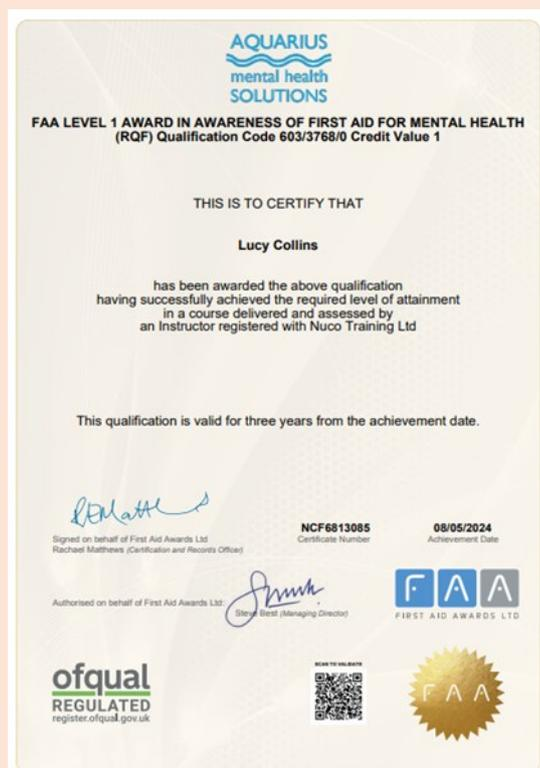 AQUARIUS
mental health
SOLUTIONS
FAA LEVEL 1 AWARD IN AWARENESS OF FIRST AID FOR MENTAL HEALTH
(RQF) Qualification Code 603/3768/0 Credit Value 1
THIS IS TO CERTIFY THAT
Lucy Collins
has been awarded the above qualification
having successfully achieved the required level of attainment
in a course delivered and assessed by
an Instructor registered with Nuco Training Ltd
This qualification is valid for three years from the achievement date.
Signed on behalf of First Aid Awards Ltd
Rachael Matthews (Certification and Records Officer)
NCF6813085
Certificate Number
08/05/2024
Achievement Date
Authorised on behalf of First Aid Awards Ltd:
Steve Best (Managing Director)
FAA
FIRST AID AWARDS LTD
ofqual
REGULATED
register.ofqual.gov.uk
SCAN TO VALIDATE
FAA